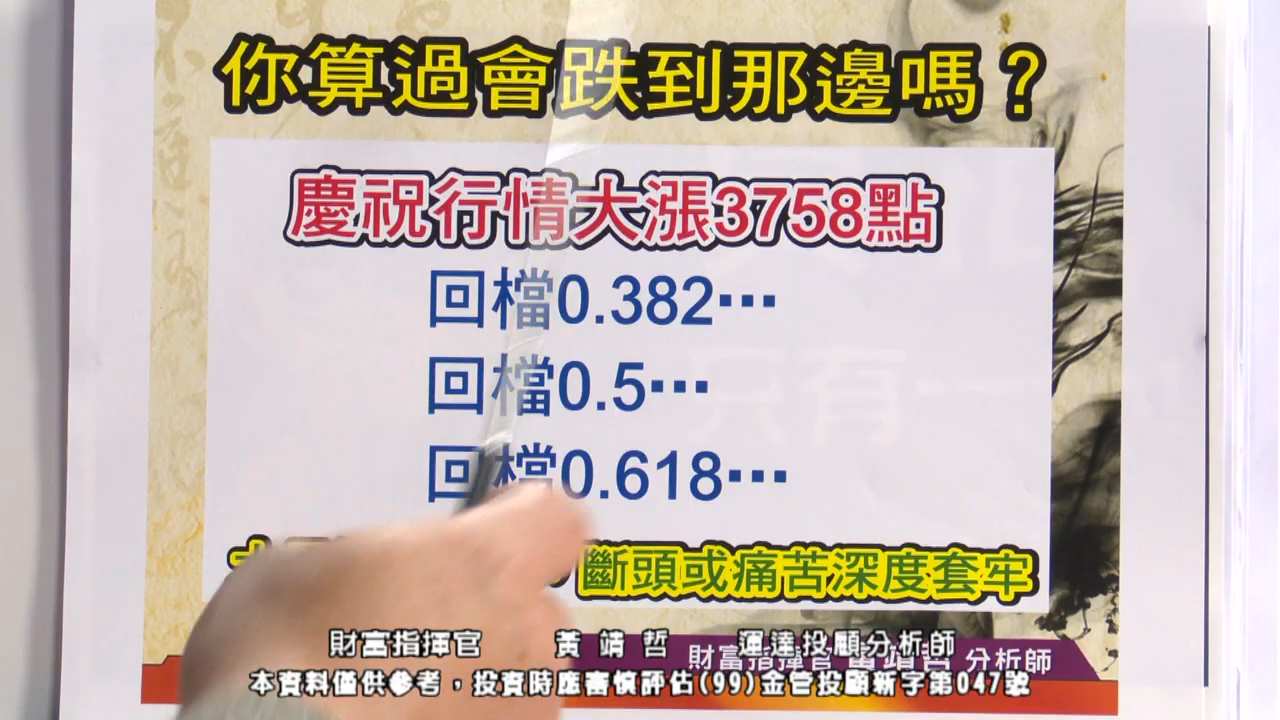 你算過會跌到那邊嗎？
慶祝行情大漲3758點
回檔0.382…
回檔0.5…
回檔0.618…
斷頭或痛苦深度套牢
財富指揮官 黃靖哲 分析師
財富指揮官 黃靖哲 運達投顧分析師
本資料僅供參考，投資時應審慎評估(99)金管投顧新字第047號